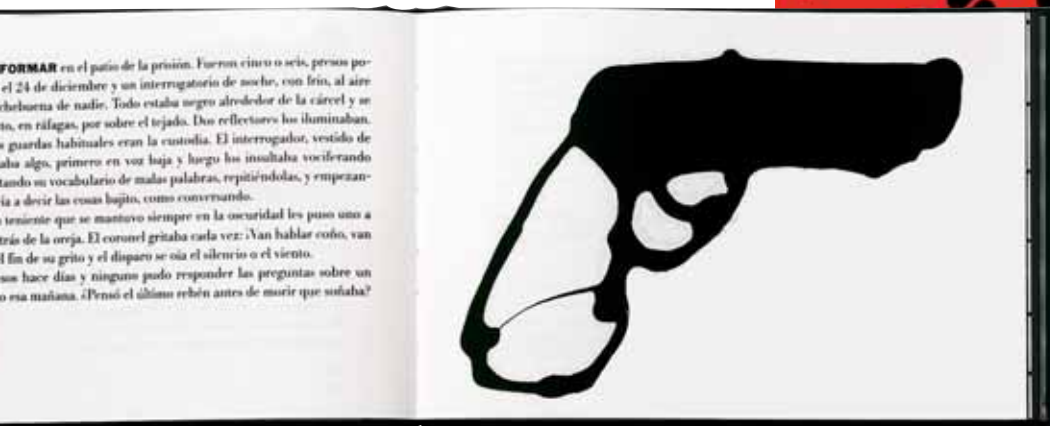 FORMAR en el patio de la prisión. Fueron cinco o seis, presos po-
el 24 de diciembre y un interrogatorio de noche, con frío, al aire
chebuena de nadie. Todo estaba negro alrededor de la cárcel y se
to, en ráfagas, por sobre el tejado. Dos reflectores los iluminaban.
s guardas habituales eran la custodia. El interrogador, vestido de
aba algo, primero en voz baja y luego los insultaba vociferando
tando su vocabulario de malas palabras, repitiéndolas, y empezan-
ía a decir las cosas bajito, como conversando.
teniente que se mantuvo siempre en la oscuridad les puso uno a
trás de la oreja. El coronel gritaba cada vez: ¡Van hablar coño, van
l fin de su grito y el disparo se oía el silencio o el viento.
sos hace días y ninguno pudo responder las preguntas sobre un
o esa mañana. ¿Pensó el último rehén antes de morir que soñaba?